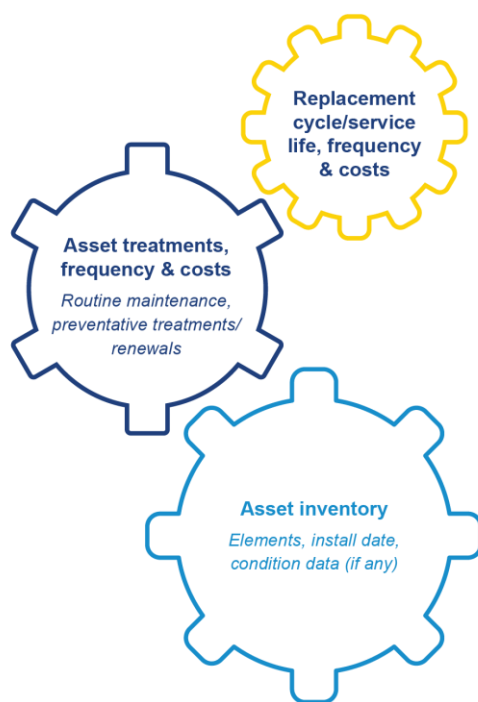 Replacement
cycle/service
life, frequency
& costs
Asset treatments,
frequency & costs
Routine maintenance,
preventative treatments/
renewals
Asset inventory
Elements, install date,
condition data (if any)